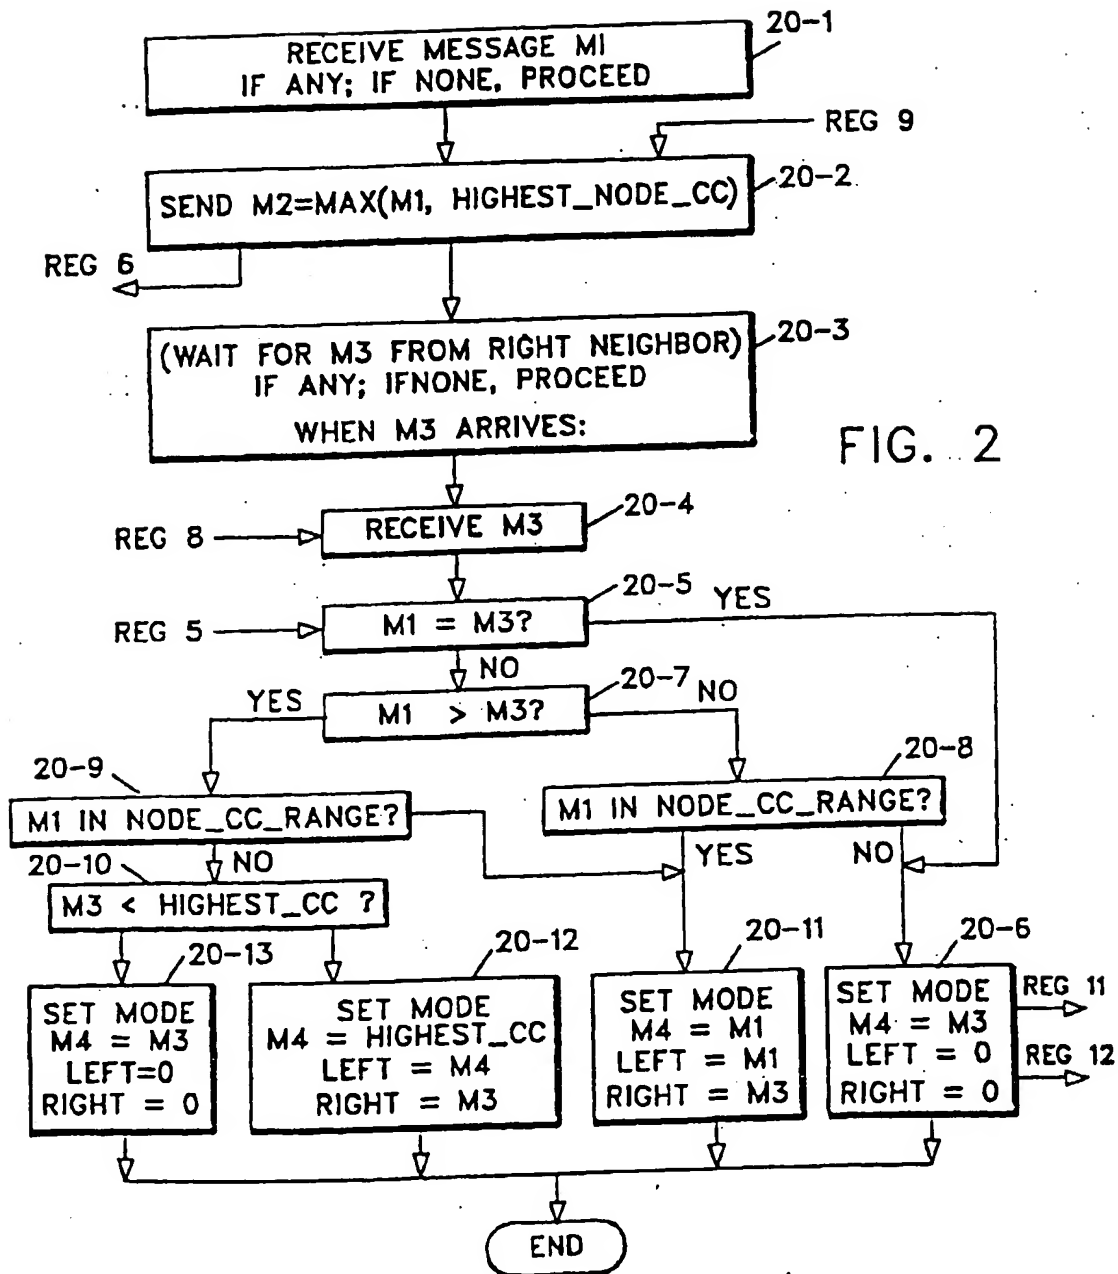 20-1
RECEIVE MESSAGE M1
IF ANY; IF NONE, PROCEED
REG 9
20-2
SEND M2=MAX(M1, HIGHEST_NODE_CC)
REG 6
20-3
(WAIT FOR M3 FROM RIGHT NEIGHBOR)
IF ANY; IFNONE, PROCEED
WHEN M3 ARRIVES:
FIG. 2
20-4
REG 8
RECEIVE M3
20-5
YES
REG 5
M1 = M3?
NO
20-7
YES
NO
M1 > M3?
20-9
20-8
M1 IN NODE_CC_RANGE?
M1 IN NODE_CC_RANGE?
NO
YES
NO
20-10
M3 < HIGHEST_CC ?
20-13
20-12
20-11
20-6
SET MODE
M4 = M3
LEFT=0
RIGHT = 0
SET MODE
M4 = HIGHEST_CC
LEFT = M4
RIGHT = M3
SET MODE
M4 = M1
LEFT = M1
RIGHT = M3
SET MODE
M4 = M3
LEFT = 0
RIGHT = 0
REG 11
REG 12
END